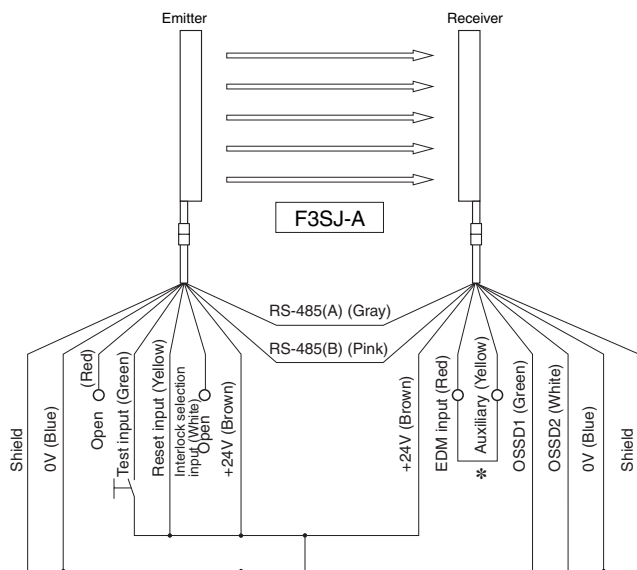 Emitter
Receiver
F3SJ-A
RS-485(A) (Gray)
RS-485(B) (Pink)
Shield
0V (Blue)
Open
(Red)
Test input (Green)
Reset input (Yellow)
Interlock selection
input (White)
Open
+24V (Brown)
+24V (Brown)
EDM input (Red)
Auxiliary (Yellow)
*
OSSD1 (Green)
OSSD2 (White)
0V (Blue)
Shield